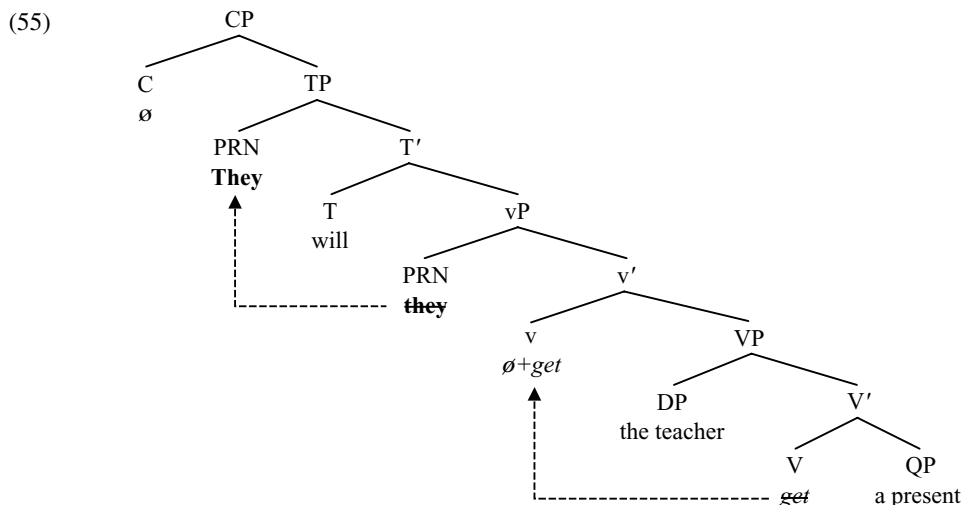 (55)
CP
C TP
ø
PRN T′
They
T vP
will
PRN v′
they
v VP
ø+get
DP V′
the teacher
V QP
get a present